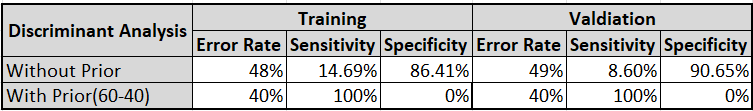 Discriminant Analysis Training Valdiation
Error Rate Sensitivity Specificity Error Rate Sensitivity Specificity
Without Prior 48% 14.69% 86.41% 49% 8.60% 90.65%
With Prior(60-40) 40% 100% 0% 40% 100% 0%